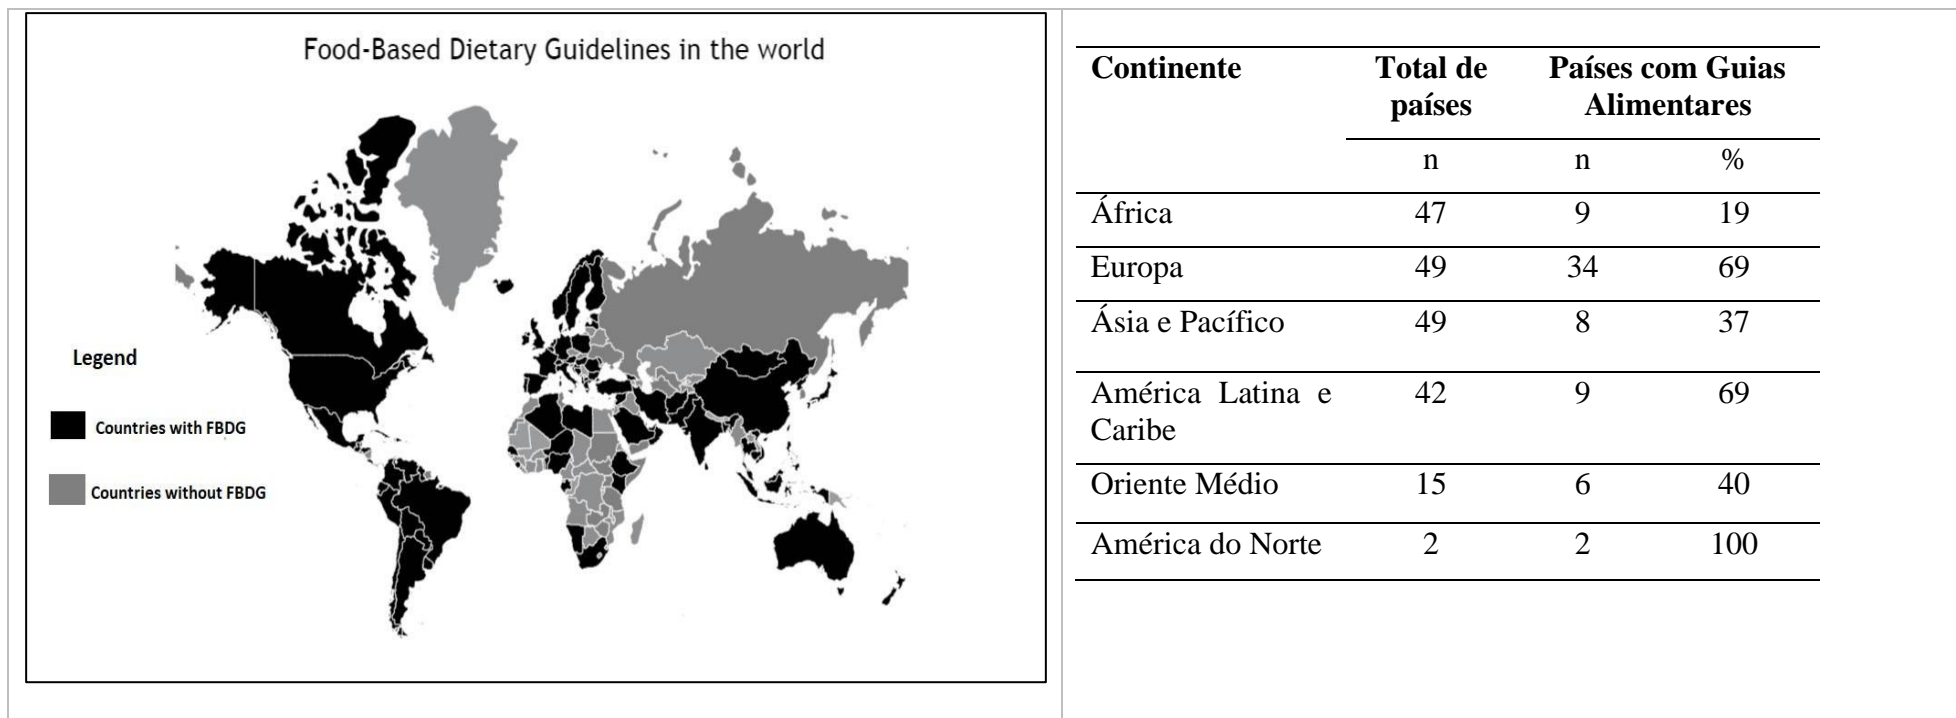 Food-Based Dietary Guidelines in the world
Legend
Countries with FBDG
Countries without FBDG
Continente Total de Países com Guias
países Alimentares
n n %
África 47 9 19
Europa 49 34 69
Ásia e Pacífico 49 8 37
América Latina e 42 9 69
Caribe
Oriente Médio 15 6 40
América do Norte 2 2 100